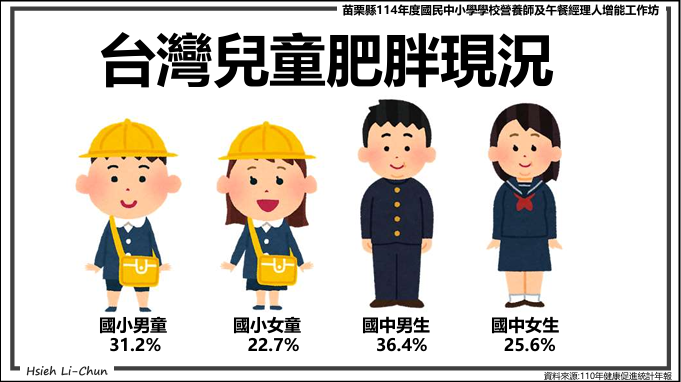 苗栗縣114年度國民中小學學校營養師及午餐經理人增能工作坊
台灣兒童肥胖現況
國小男童 國小女童 國中男生 國中女生
31.2% 22.7% 36.4% 25.6%
Hsieh Li-Chun
資料來源:110年健康促進統計年報